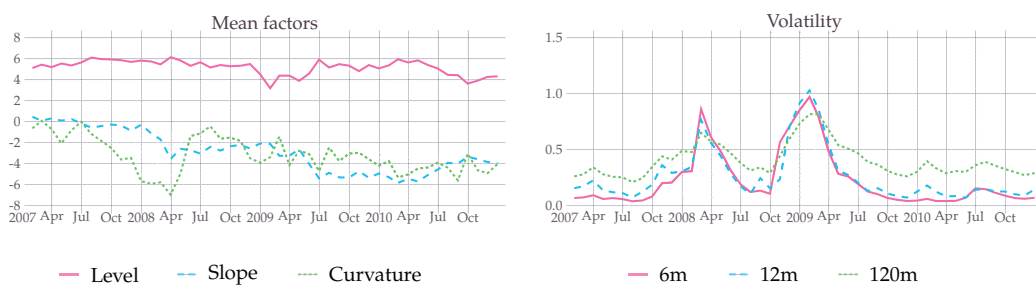 Mean factors
8
6
4
2
0
-2
-4
-6
-8
2007 Apr Jul Oct 2008 Apr Jul Oct 2009 Apr Jul Oct 2010 Apr Jul Oct
Level Slope Curvature
Volatility
1.5
1.0
0.5
0.0
2007 Apr Jul Oct 2008 Apr Jul Oct 2009 Apr Jul Oct 2010 Apr Jul Oct
6m 12m 120m